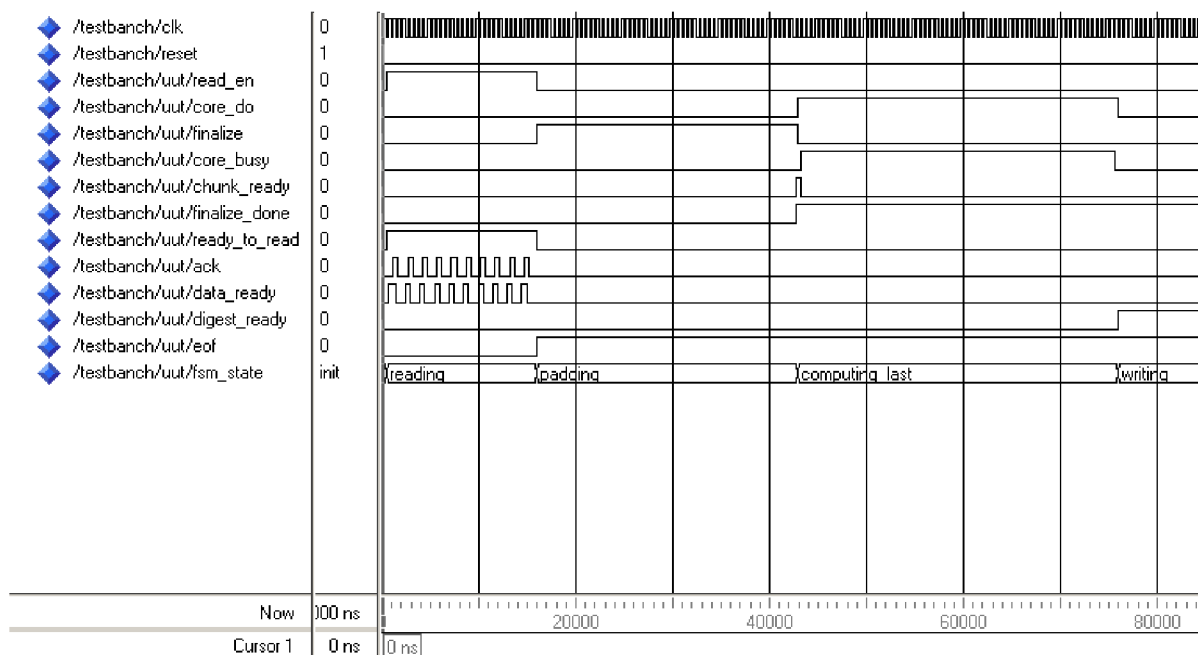 /testbanch/clk 0
/testbanch/reset 1
/testbanch/uut/read_en 0
/testbanch/uut/core_do 0
/testbanch/uut/finalize 0
/testbanch/uut/core_busy 0
/testbanch/uut/chunk_ready 0
/testbanch/uut/finalize_done 0
/testbanch/uut/ready_to_read 0
/testbanch/uut/ack 0
/testbanch/uut/data_ready 0
/testbanch/uut/digest_ready 0
/testbanch/uut/eof 0
/testbanch/uut/fsm_state init reading padding computing_last writing
Now 000 ns 20000 40000 60000 80000
Cursor 1 0 ns 0 ns